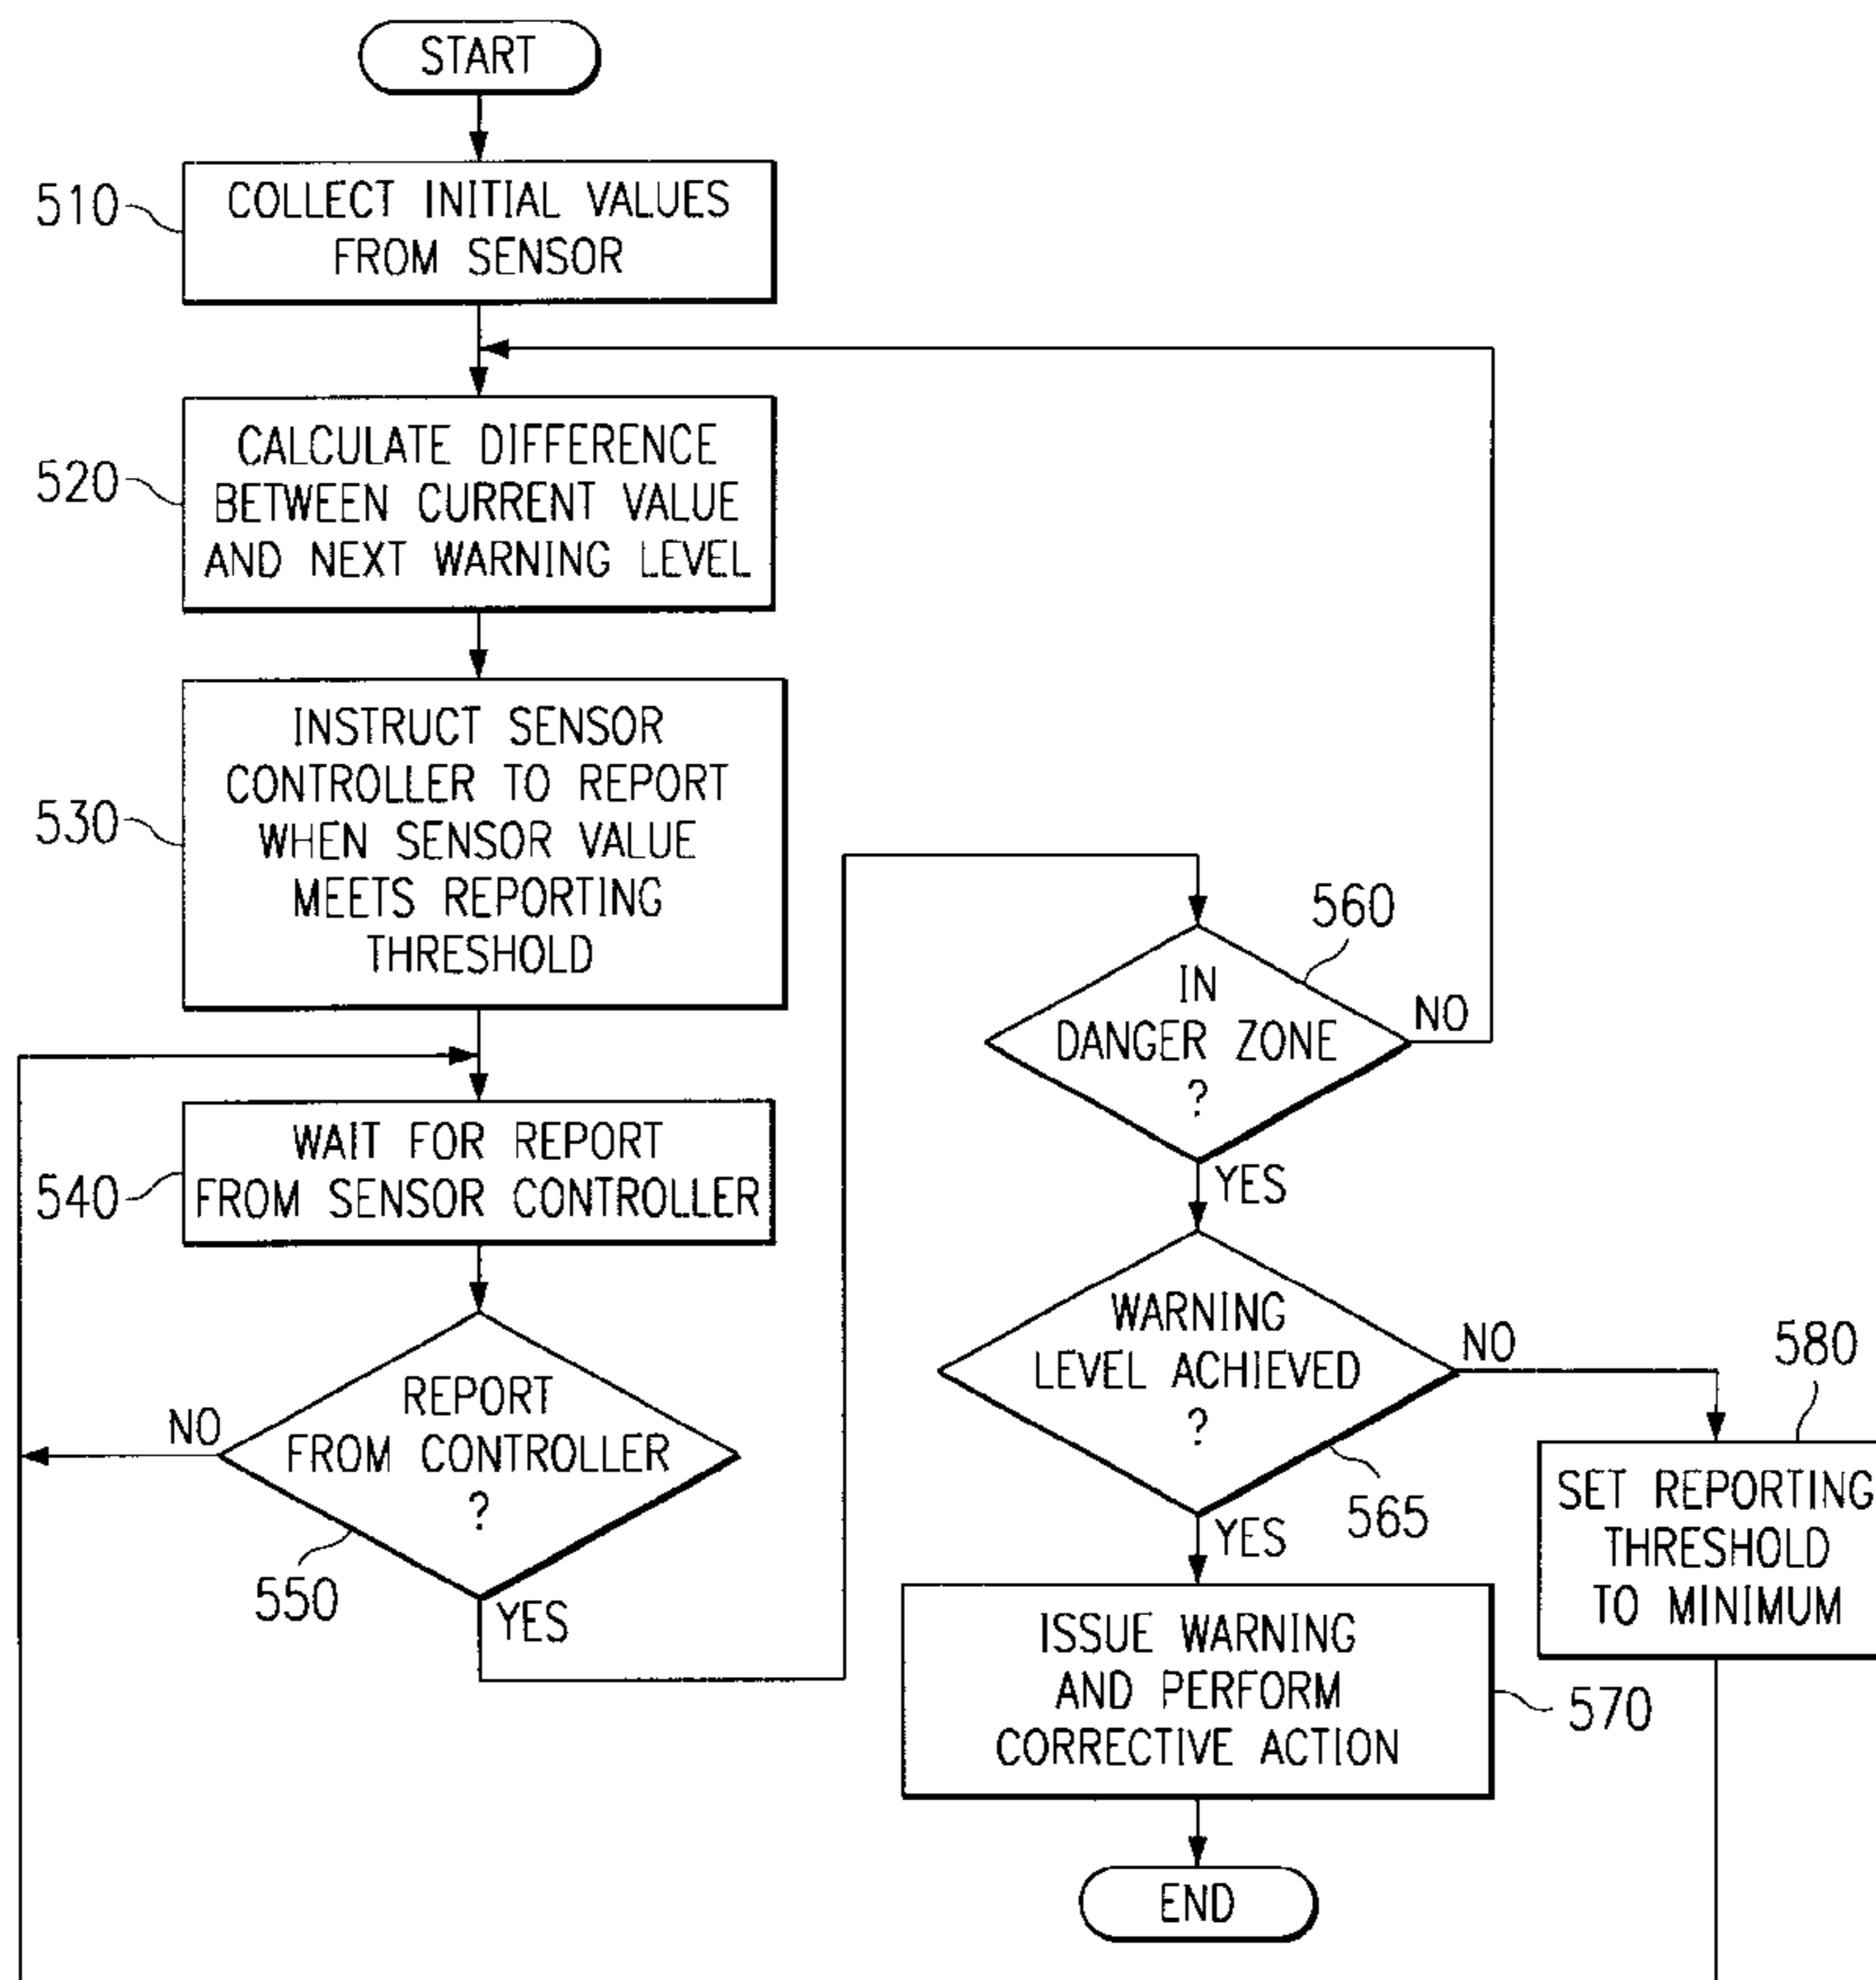 START
510
COLLECT INITIAL VALUES
FROM SENSOR
520
CALCULATE DIFFERENCE
BETWEEN CURRENT VALUE
AND NEXT WARNING LEVEL
530
INSTRUCT SENSOR
CONTROLLER TO REPORT
WHEN SENSOR VALUE
MEETS REPORTING
THRESHOLD
540
WAIT FOR REPORT
FROM SENSOR CONTROLLER
REPORT
FROM CONTROLLER
?
NO
550
YES
560
IN
DANGER ZONE
?
NO
YES
WARNING
LEVEL ACHIEVED
?
NO
565
YES
580
SET REPORTING
THRESHOLD
TO MINIMUM
ISSUE WARNING
AND PERFORM
CORRECTIVE ACTION
570
END